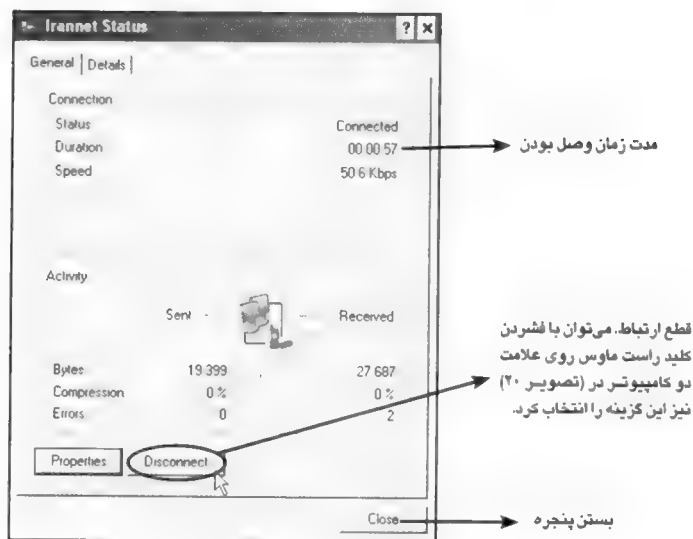 Irannet Status
General Details
Connection
Status Connected
Duration 00:00:57
Speed 50.6 Kbps
مدت زمان وصل بودن
Activity
Sent Received
Bytes 19,399 27,687
Compression 0 % 0 %
Errors 0 2
قطع ارتباط. می‌توان با فشردن
کلید راست ماوس روی علامت
دو کامپیوتر در (تصویر ۲۰)
نیز این گزینه را انتخاب کرد.
Properties Disconnect
Close
بستن پنجره